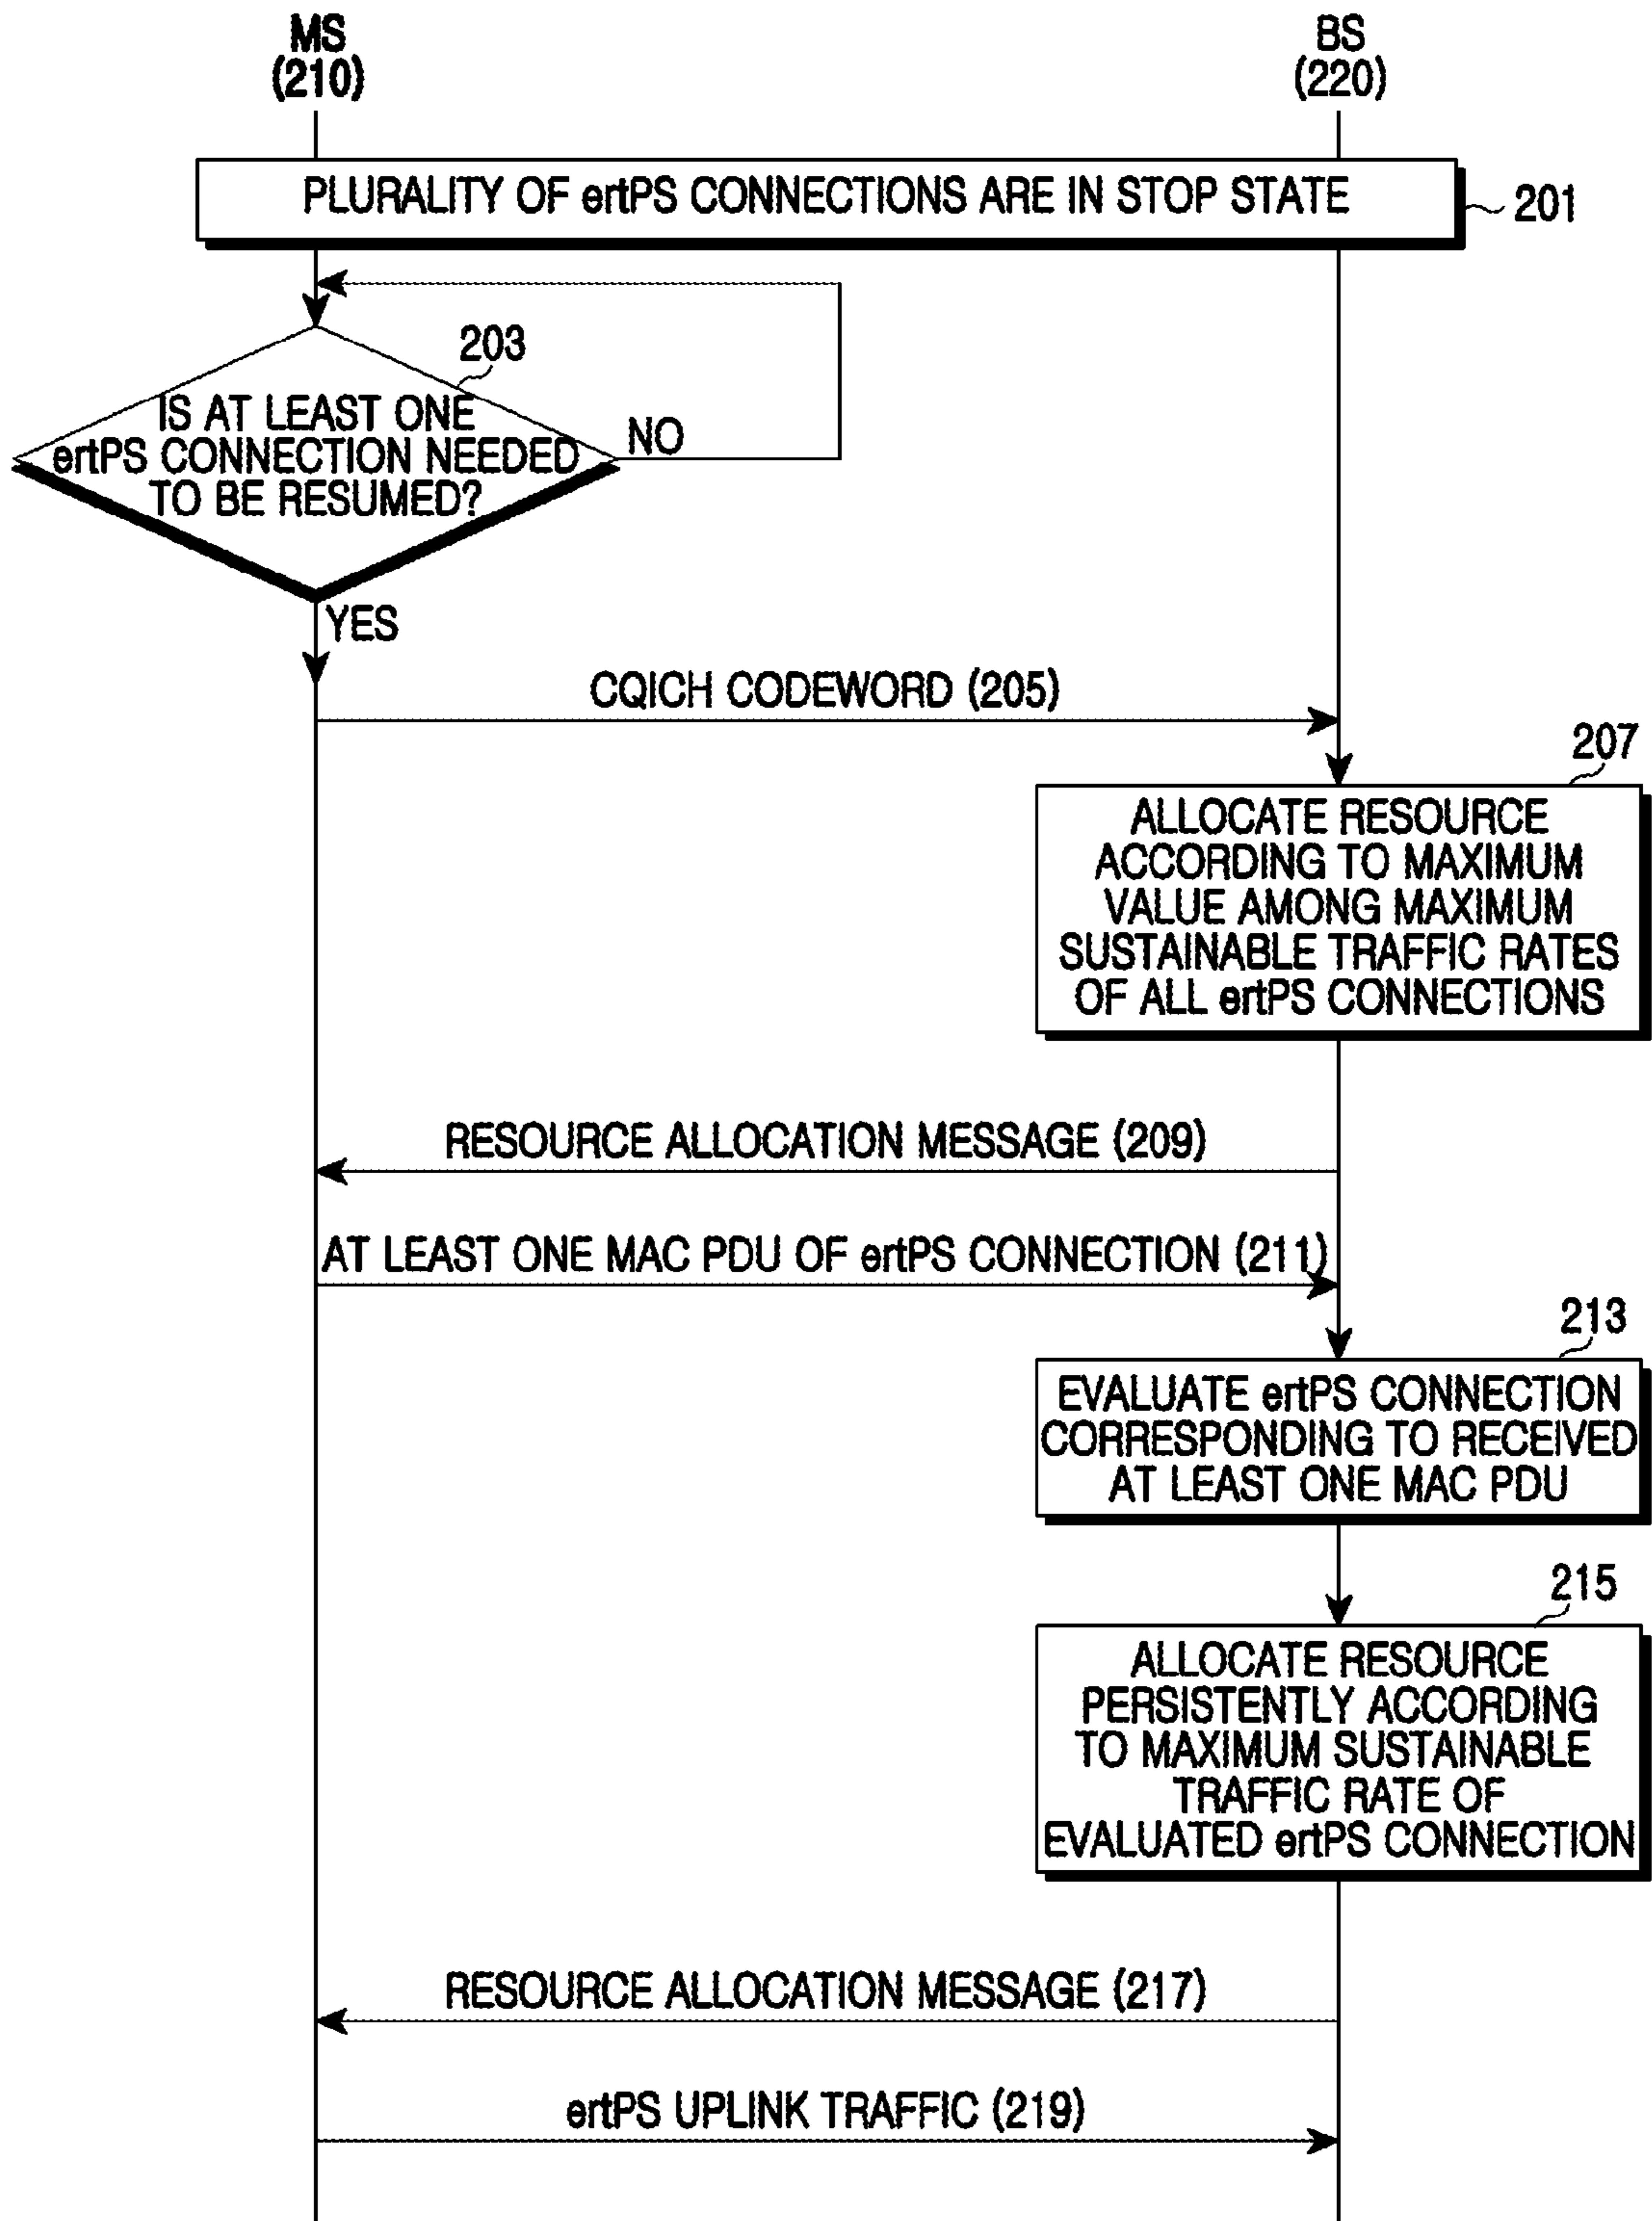 MS
(210)
BS
(220)
PLURALITY OF ertPS CONNECTIONS ARE IN STOP STATE
201
203
IS AT LEAST ONE
ertPS CONNECTION NEEDED
TO BE RESUMED?
NO
YES
CQICH CODEWORD (205)
207
ALLOCATE RESOURCE
ACCORDING TO MAXIMUM
VALUE AMONG MAXIMUM
SUSTAINABLE TRAFFIC RATES
OF ALL ertPS CONNECTIONS
RESOURCE ALLOCATION MESSAGE (209)
AT LEAST ONE MAC PDU OF ertPS CONNECTION (211)
213
EVALUATE ertPS CONNECTION
CORRESPONDING TO RECEIVED
AT LEAST ONE MAC PDU
215
ALLOCATE RESOURCE
PERSISTENTLY ACCORDING
TO MAXIMUM SUSTAINABLE
TRAFFIC RATE OF
EVALUATED ertPS CONNECTION
RESOURCE ALLOCATION MESSAGE (217)
ertPS UPLINK TRAFFIC (219)